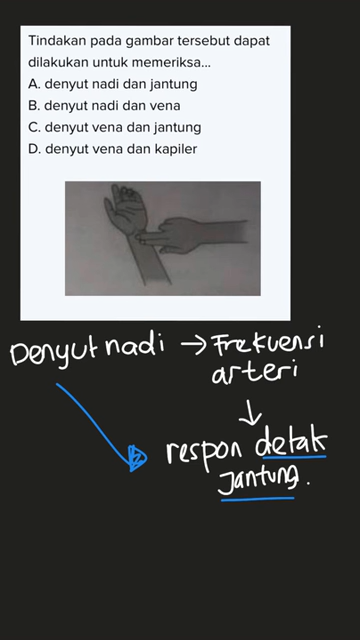 Tindakan pada gambar tersebut dapat
dilakukan untuk memeriksa...
A. denyut nadi dan jantung
B. denyut nadi dan vena
C. denyut vena dan jantung
D. denyut vena dan kapiler
Denyut nadi → Frekuensi
arteri
↓
respon detak
jantung.